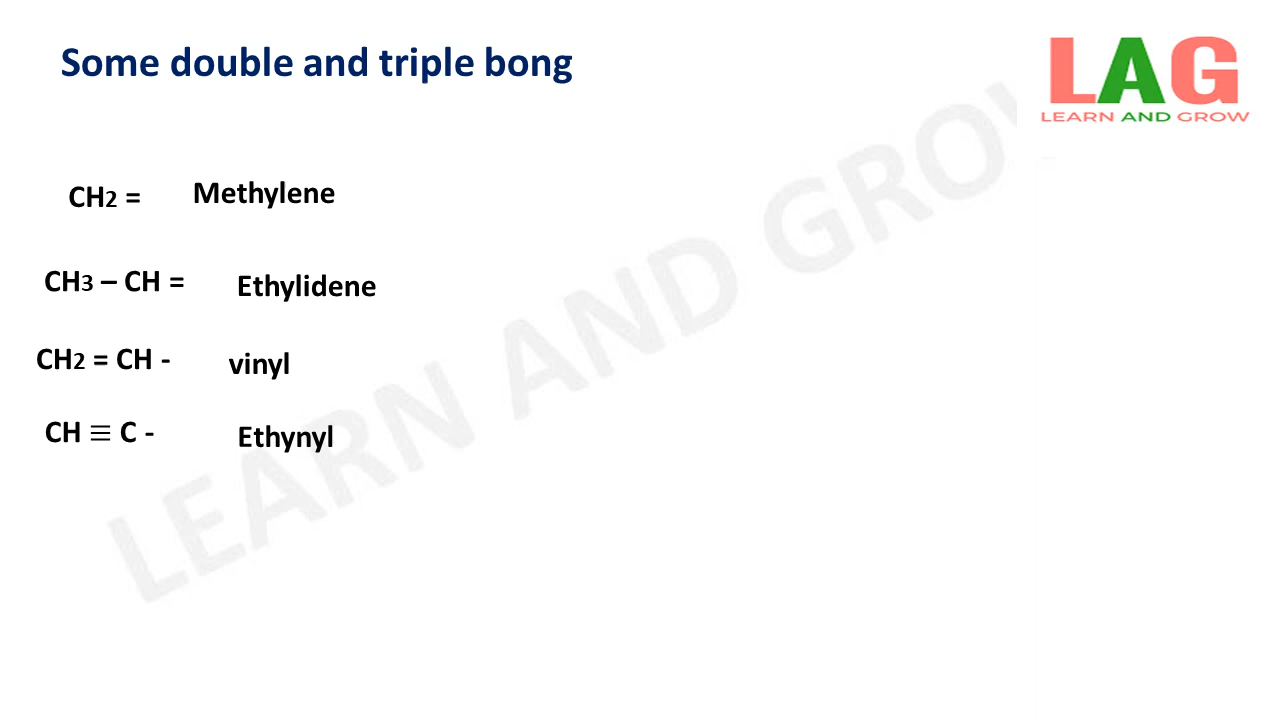 Some double and triple bong
LAG
LEARN AND GROW
CH2 = Methylene
CH3 – CH = Ethylidene
CH2 = CH - vinyl
CH ≡ C - Ethynyl
LEARN AND GROW